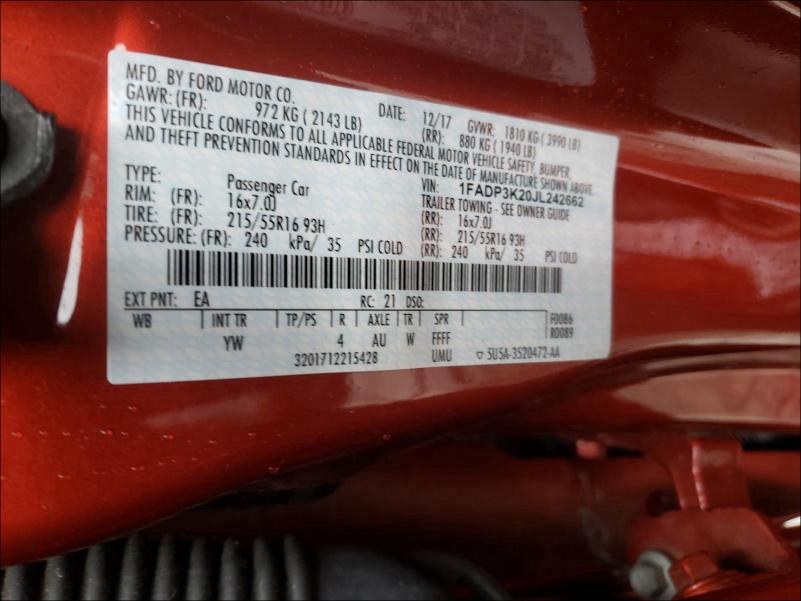 MFD. BY FORD MOTOR CO.
DATE: 12/17 GVWR: 1810 KG ( 3990 LB)
GAWR: (FR): 972 KG ( 2143 LB) (RR): 880 KG ( 1940 LB)
THIS VEHICLE CONFORMS TO ALL APPLICABLE FEDERAL MOTOR VEHICLE SAFETY, BUMPER,
AND THEFT PREVENTION STANDARDS IN EFFECT ON THE DATE OF MANUFACTURE SHOWN ABOVE.
VIN: 1FADP3K20JL242662
TYPE: Passenger Car TRAILER TOWING - SEE OWNER GUIDE
RIM: (FR): 16x7.0J (RR): 16x7.0J
TIRE: (FR): 215/55R16 93H (RR): 215/55R16 93H
PRESSURE: (FR): 240 kPa/ 35 PSI COLD (RR): 240 kPa/ 35 PSI COLD
EXT PNT: EA RC: 21 DSO:
WB INT TR TP/PS R AXLE TR SPR
YW 4 AU W FFFF
3201712215428 UMU ▽ 5U5A-3520472-AA
FD086
RD089